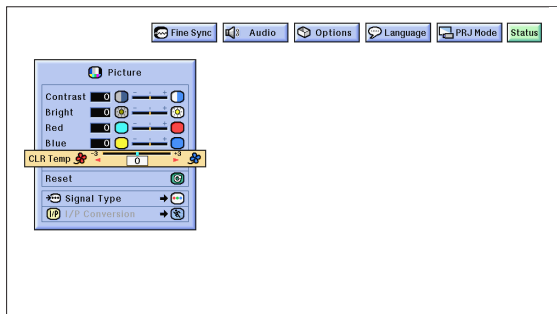 Fine Sync Audio Options Language PRJ Mode Status
Picture
Contrast 0 - +
Bright 0 - +
Red 0 - +
Blue 0 - +
CLR Temp -3 0 +3
Reset
Signal Type
I/P I/P Conversion